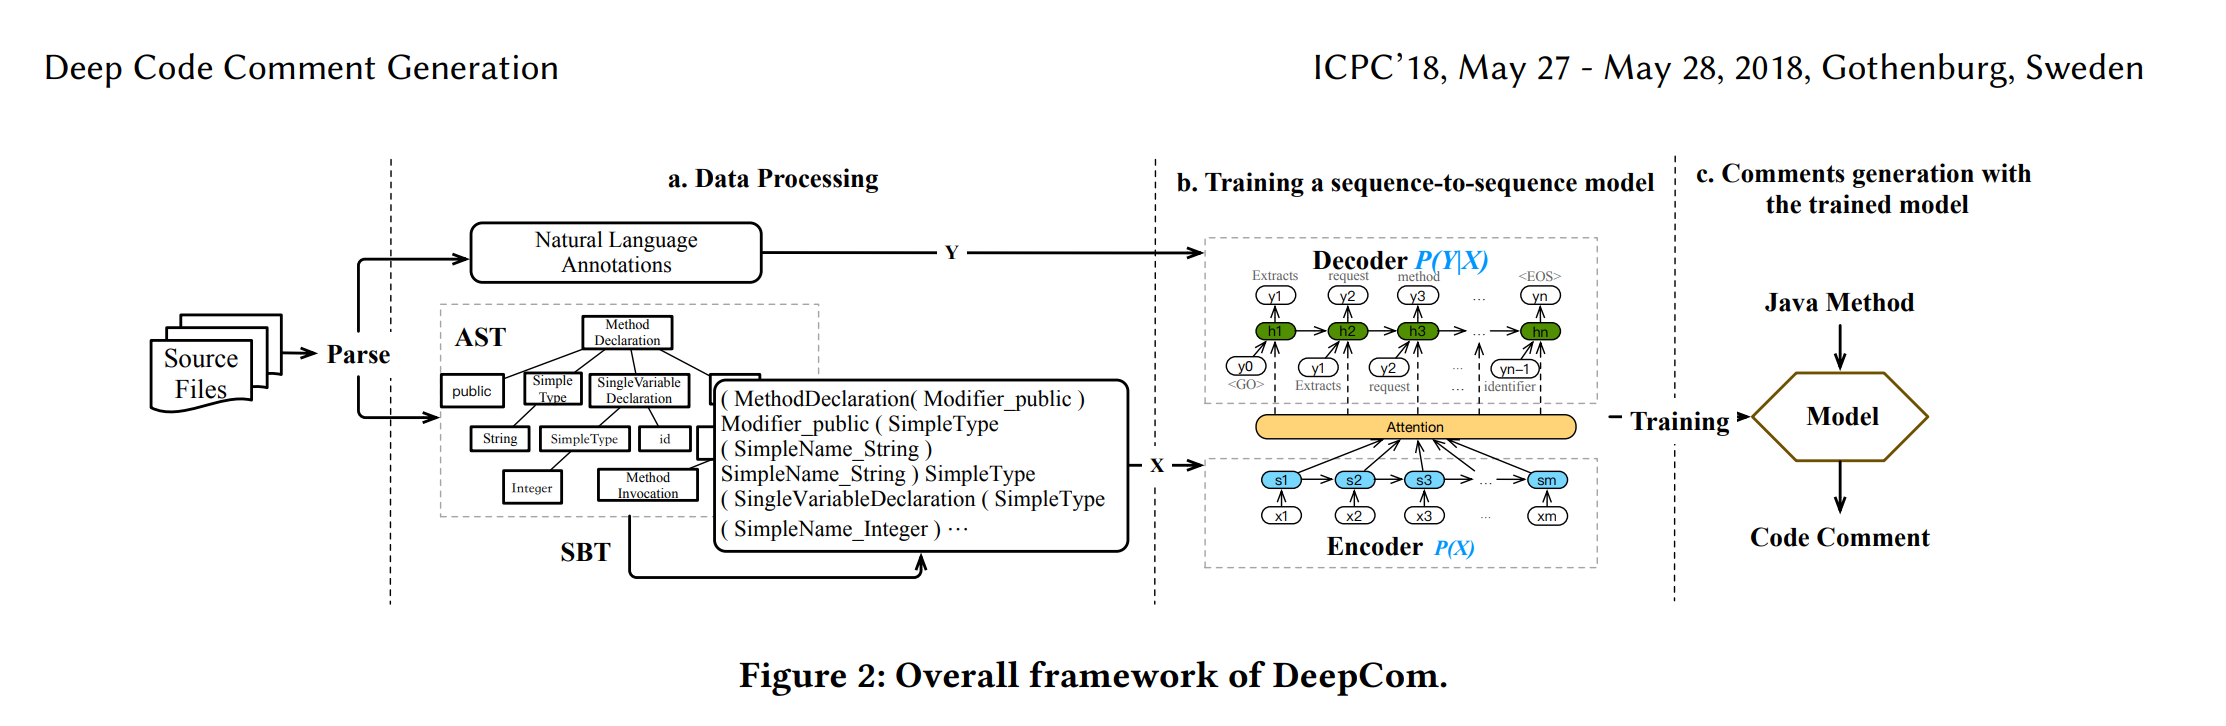 Deep Code Comment Generation
ICPC’18, May 27 - May 28, 2018, Gothenburg, Sweden
a. Data Processing
b. Training a sequence-to-sequence model
c. Comments generation with
the trained model
Source
Files
Parse
Natural Language
Annotations
Y
AST
Method
Declaration
public
Simple
Type
SingleVariable
Declaration
String
SimpleType
id
Integer
Method
Invocation
SBT
( MethodDeclaration( Modifier_public )
Modifier_public ( SimpleType
( SimpleName_String )
SimpleName_String ) SimpleType
( SingleVariableDeclaration ( SimpleType
( SimpleName_Integer ) ···
X
Decoder P(Y|X)
Extracts request method <EOS>
y1 y2 y3 ... yn
h1 h2 h3 ... hn
y0 y1 y2 ... yn−1
<GO> Extracts request ... identifier
Attention
s1 s2 s3 ... sm
x1 x2 x3 ... xm
Encoder P(X)
Training
Java Method
Model
Code Comment
Figure 2: Overall framework of DeepCom.